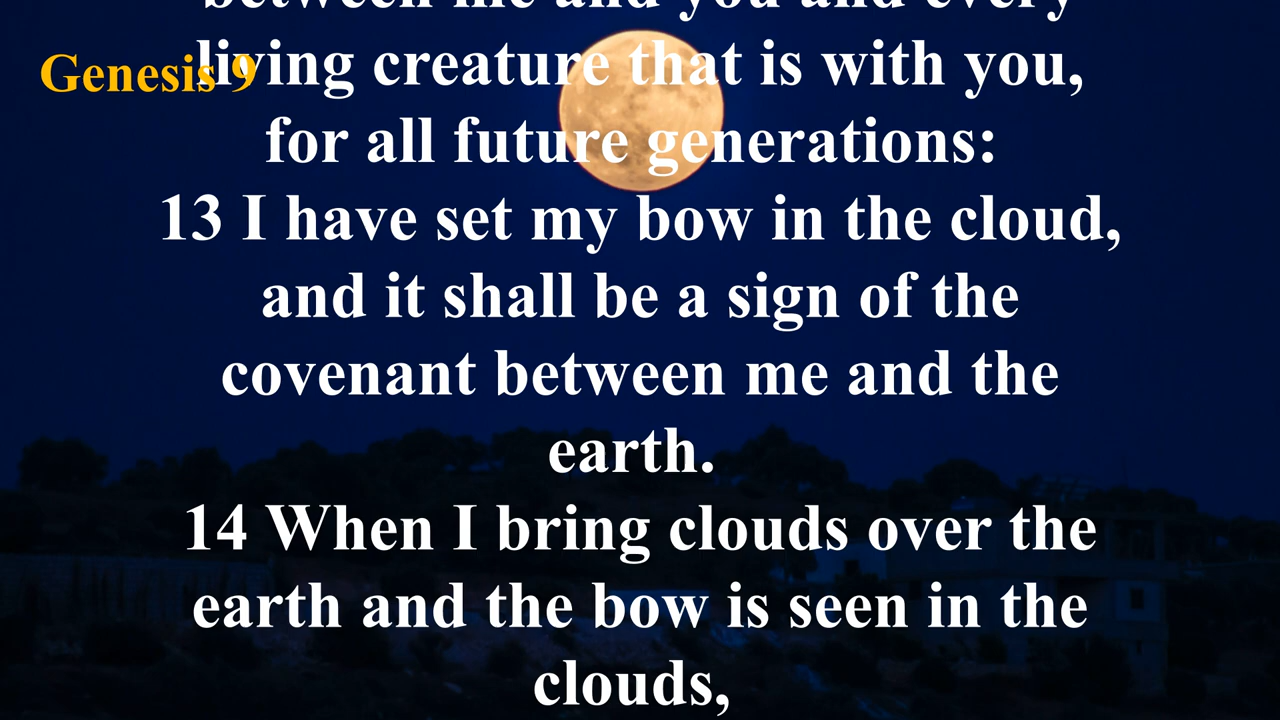 between me and you and every
Genesis 9
living creature that is with you,
for all future generations:
13 I have set my bow in the cloud,
and it shall be a sign of the
covenant between me and the
earth.
14 When I bring clouds over the
earth and the bow is seen in the
clouds,